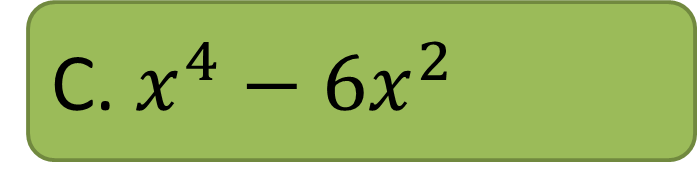 C. x⁴ − 6x²